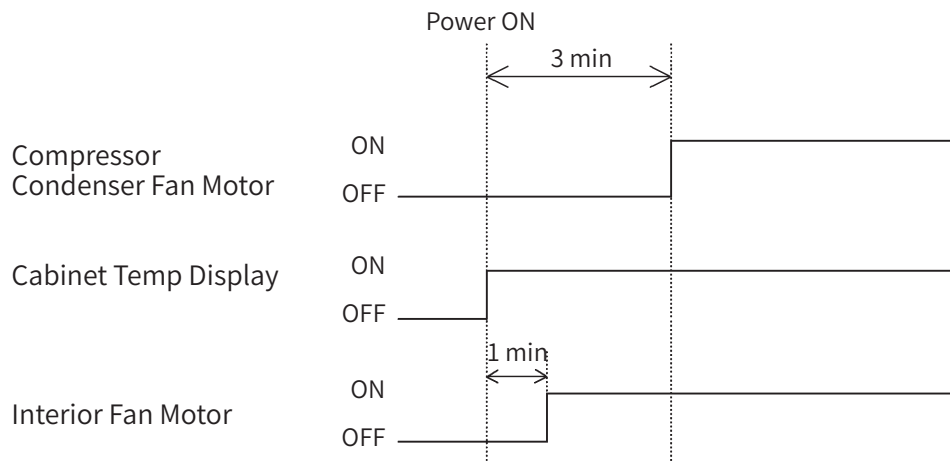 Power ON
3 min
Compressor
Condenser Fan Motor
ON
OFF
Cabinet Temp Display
ON
OFF
1 min
Interior Fan Motor
ON
OFF